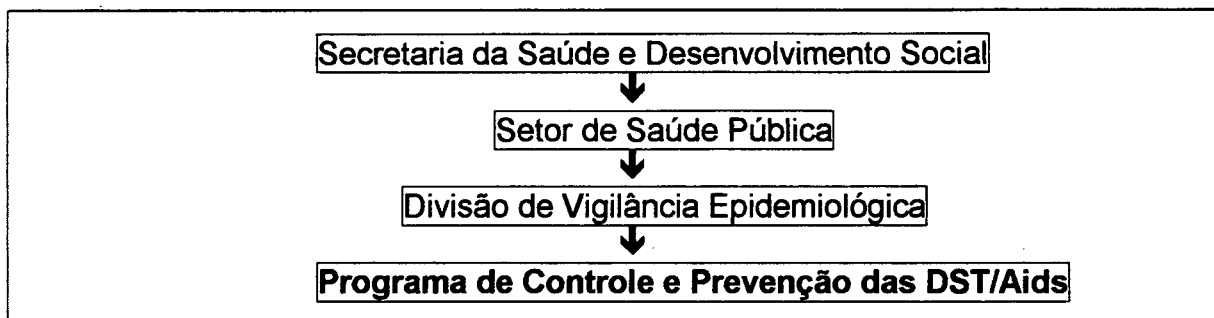 Secretaria da Saúde e Desenvolvimento Social
Setor de Saúde Pública
Divisão de Vigilância Epidemiológica
Programa de Controle e Prevenção das DST/Aids